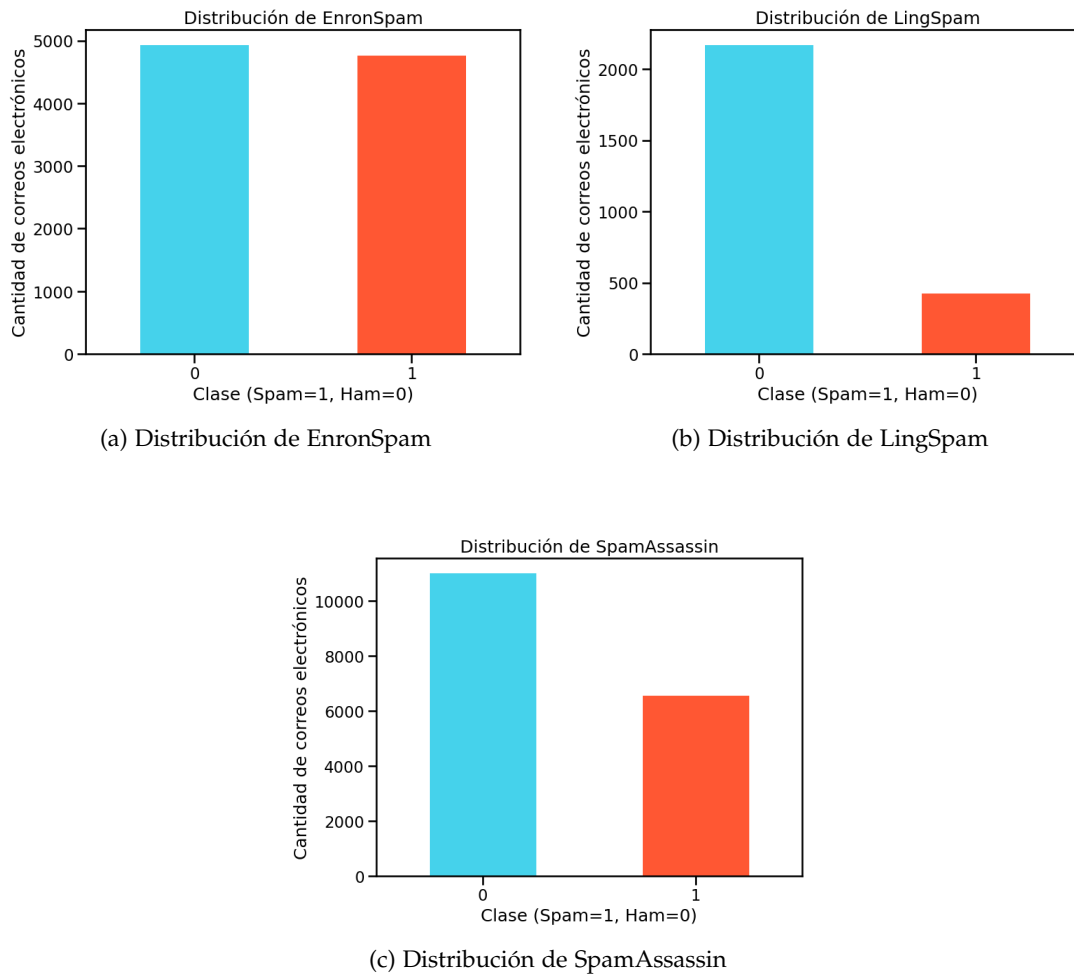 Distribución de EnronSpam
Cantidad de correos electrónicos
5000
4000
3000
2000
1000
0
0 1
Clase (Spam=1, Ham=0)
(a) Distribución de EnronSpam
Distribución de LingSpam
Cantidad de correos electrónicos
2000
1500
1000
500
0
0 1
Clase (Spam=1, Ham=0)
(b) Distribución de LingSpam
Distribución de SpamAssassin
Cantidad de correos electrónicos
10000
8000
6000
4000
2000
0
0 1
Clase (Spam=1, Ham=0)
(c) Distribución de SpamAssassin